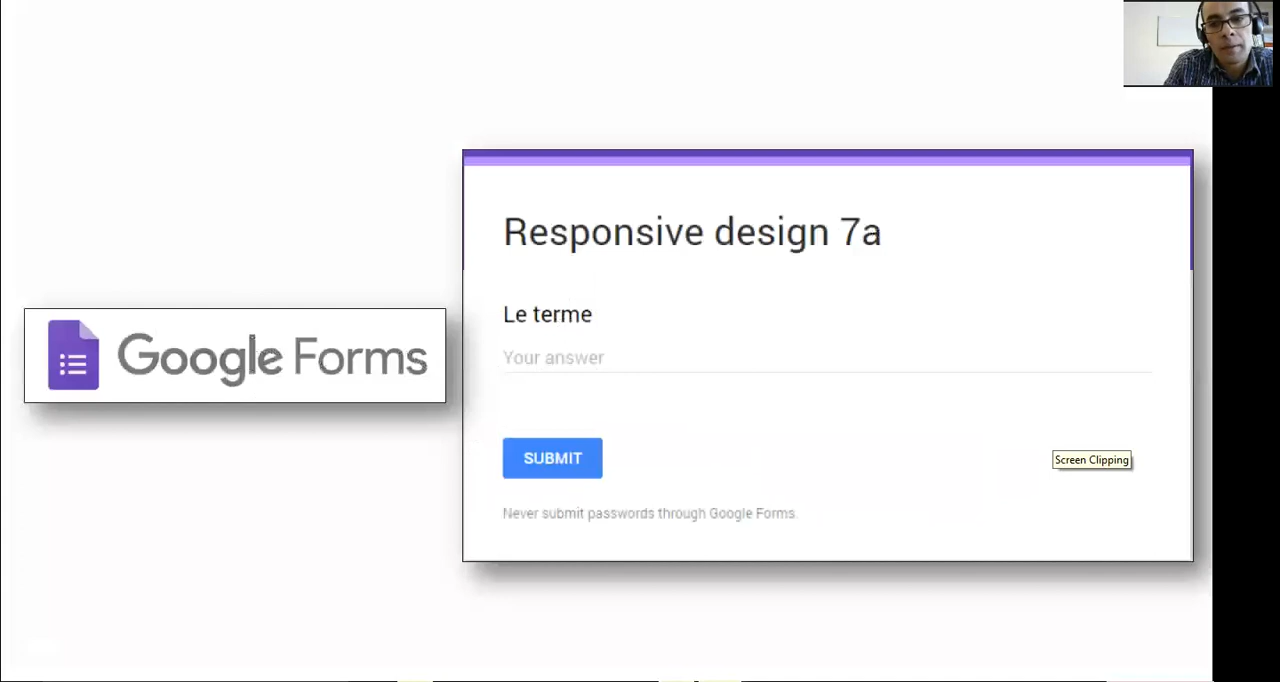 Google Forms
Responsive design 7a
Le terme
Your answer
SUBMIT
Screen Clipping
Never submit passwords through Google Forms.